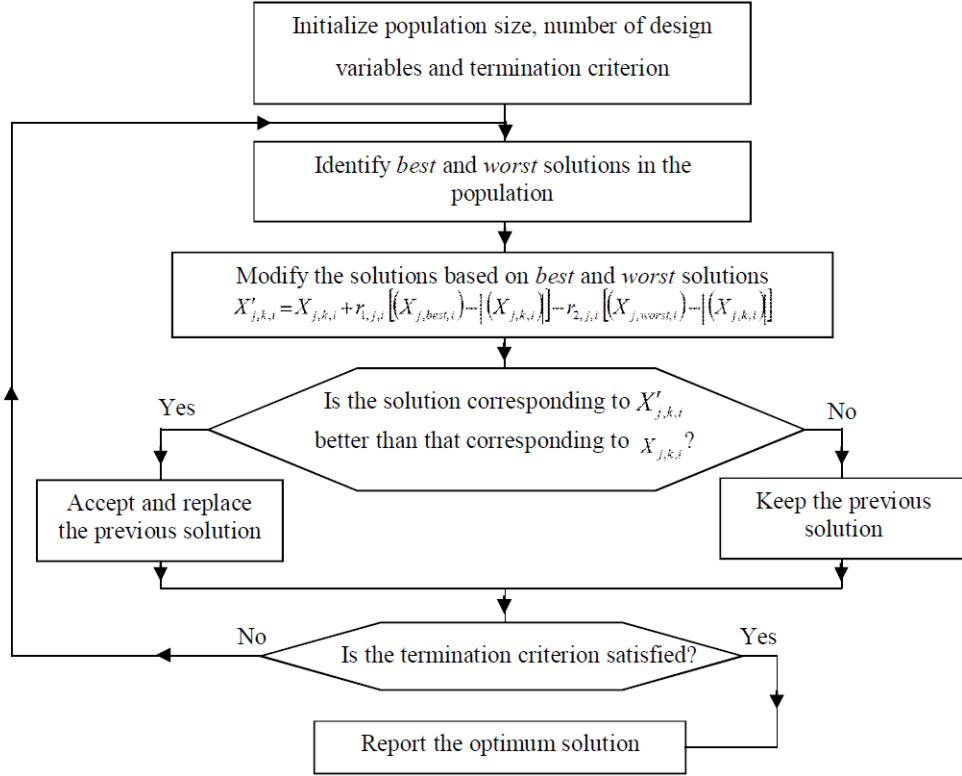 Initialize population size, number of design
variables and termination criterion
Identify best and worst solutions in the
population
Modify the solutions based on best and worst solutions
X′j,k,i = Xj,k,i + r1,j,i [(Xj,best,i) − |(Xj,k,i)|] − r2,j,i [(Xj,worst,i) − |(Xj,k,i)|]
Is the solution corresponding to X′j,k,i
Yes
No
better than that corresponding to Xj,k,i?
Accept and replace
the previous solution
Keep the previous
solution
No
Yes
Is the termination criterion satisfied?
Report the optimum solution